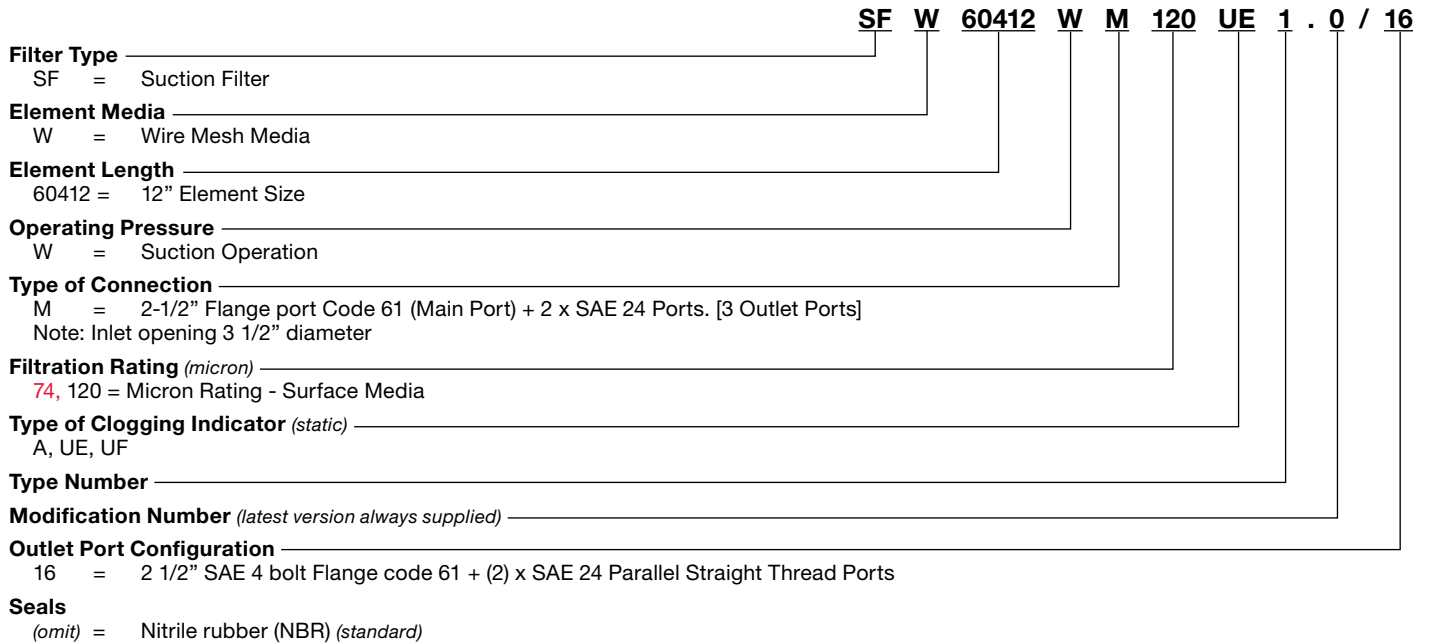 SF W 60412 W M 120 UE 1 . 0 / 16
Filter Type
SF = Suction Filter
Element Media
W = Wire Mesh Media
Element Length
60412 = 12” Element Size
Operating Pressure
W = Suction Operation
Type of Connection
M = 2-1/2” Flange port Code 61 (Main Port) + 2 x SAE 24 Ports. [3 Outlet Ports]
Note: Inlet opening 3 1/2” diameter
Filtration Rating (micron)
74, 120 = Micron Rating - Surface Media
Type of Clogging Indicator (static)
A, UE, UF
Type Number
Modification Number (latest version always supplied)
Outlet Port Configuration
16 = 2 1/2” SAE 4 bolt Flange code 61 + (2) x SAE 24 Parallel Straight Thread Ports
Seals
(omit) = Nitrile rubber (NBR) (standard)